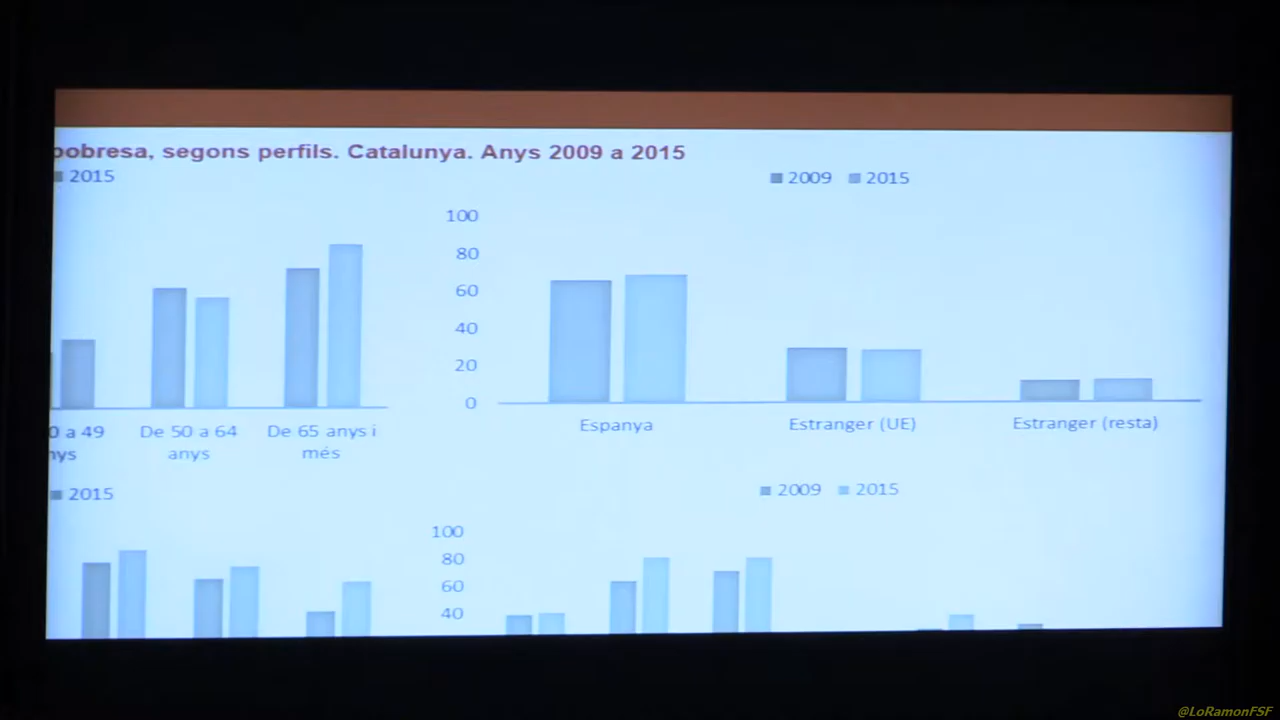 pobresa, segons perfils. Catalunya. Anys 2009 a 2015
2015
2009 2015
100
80
60
40
20
0
0 a 49
nys
De 50 a 64
anys
De 65 anys i
més
Espanya
Estranger (UE)
Estranger (resta)
2015
2009 2015
100
80
60
40
@LoRamonFSF